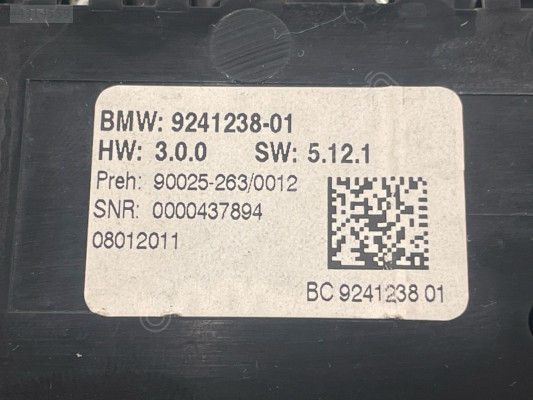 BMW: 9241238-01
HW: 3.0.0 SW: 5.12.1
Preh: 90025-263/0012
SNR: 0000437894
08012011
BC 9241238 01